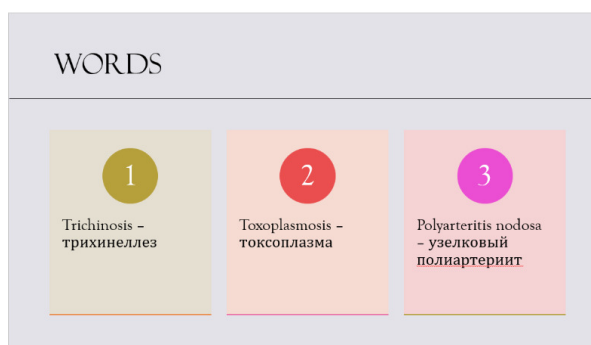 WORDS
1
Trichinosis –
трихинеллез
2
Toxoplasmosis –
токсоплазма
3
Polyarteritis nodosa
– узелковый
полиартериит